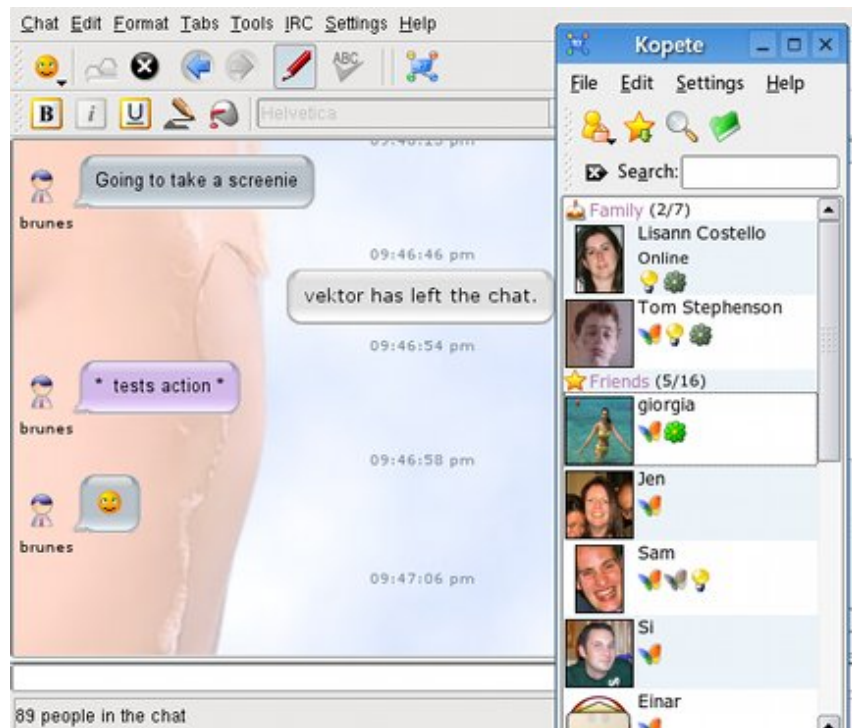 Chat Edit Format Tabs Tools IRC Settings Help
ABC
B i U Helvetica
Going to take a screenie
brunes
09:46:46 pm
vektor has left the chat.
09:46:54 pm
* tests action *
brunes
09:46:58 pm
brunes
09:47:06 pm
89 people in the chat
Kopete
File Edit Settings Help
Search:
Family (2/7)
Lisann Costello
Online
Tom Stephenson
Friends (5/16)
giorgia
Jen
Sam
Si
Einar